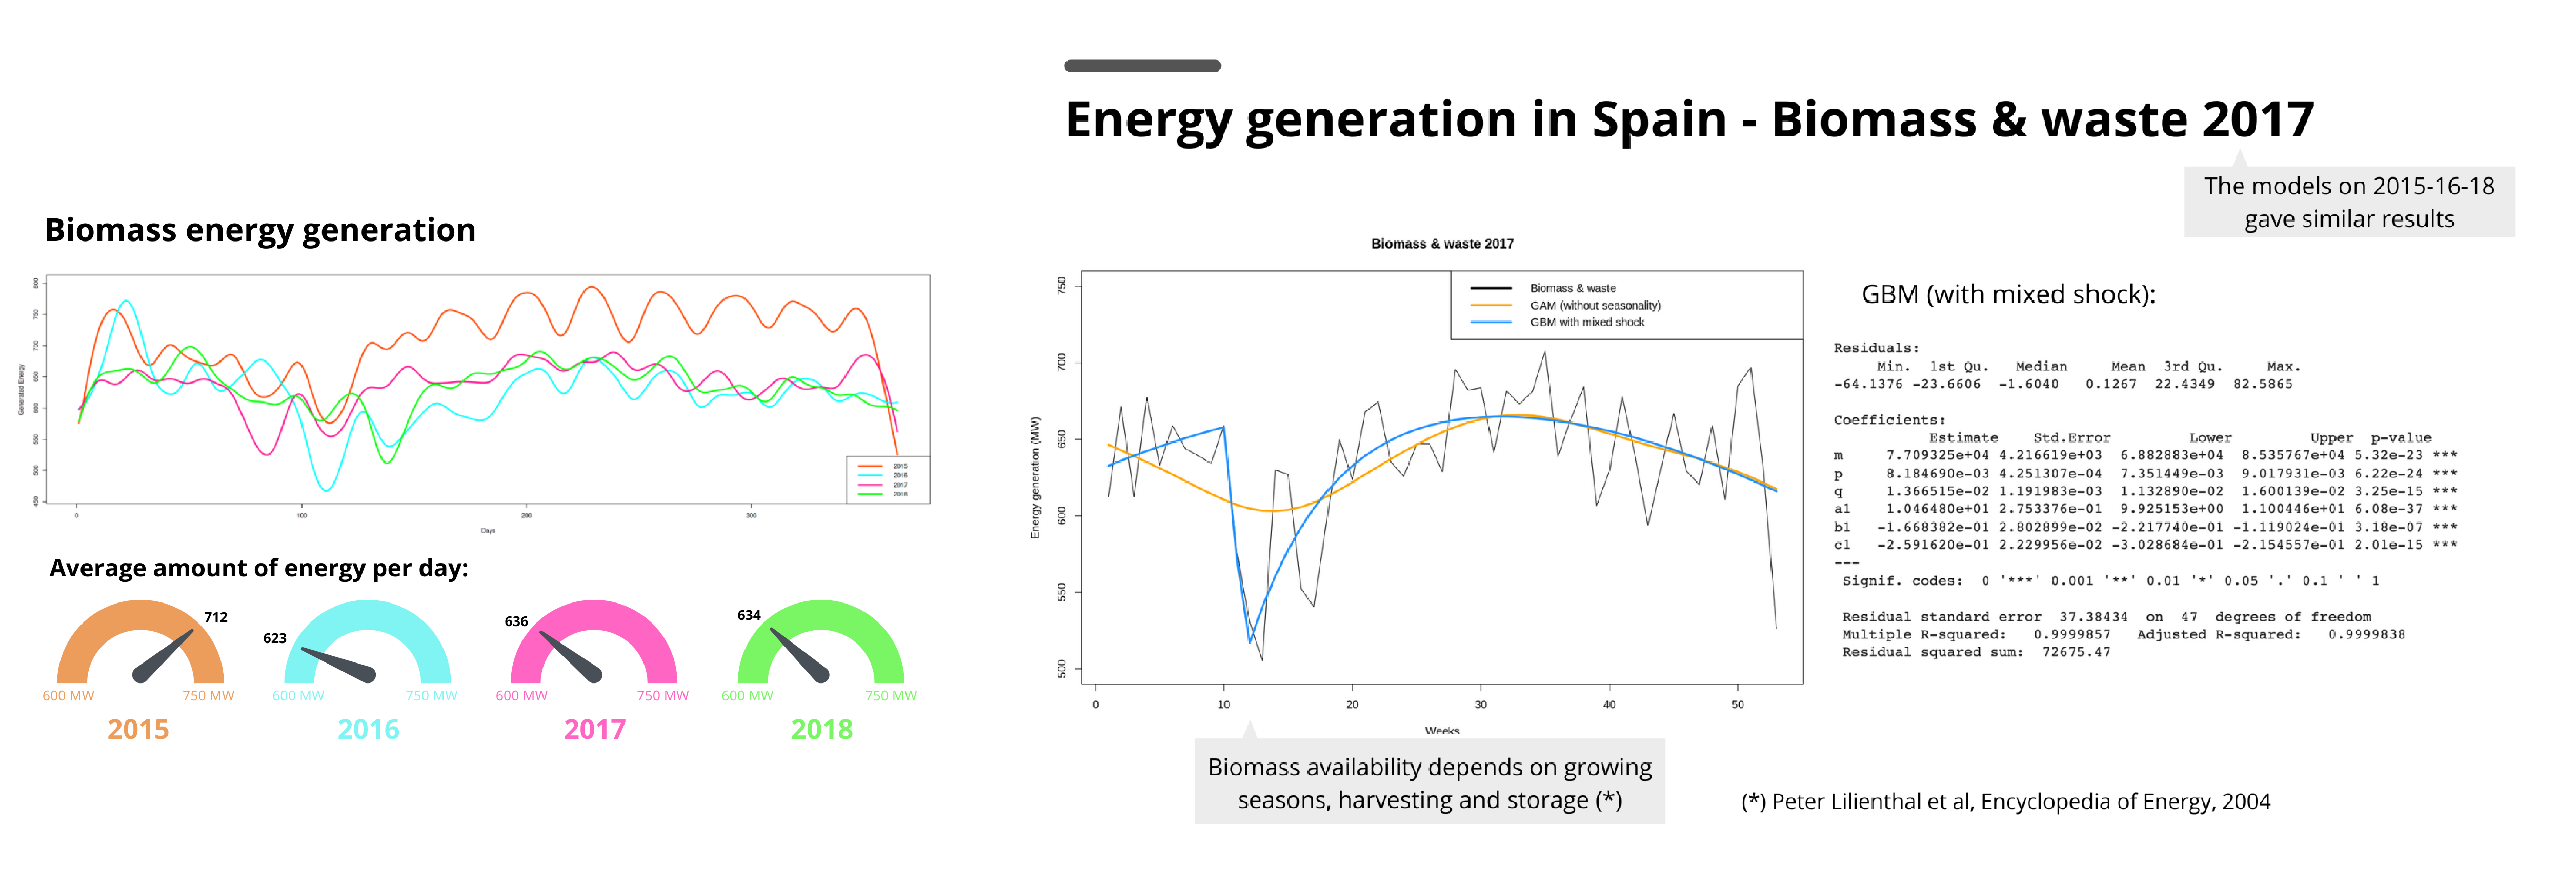 Energy generation in Spain - Biomass & waste 2017
The models on 2015-16-18
gave similar results
Biomass energy generation
800
750
700
650
600
550
500
450
Generated Energy
0
100
200
300
Days
2015
2016
2017
2018
Average amount of energy per day:
712
600 MW
750 MW
2015
623
600 MW
750 MW
2016
636
600 MW
750 MW
2017
634
600 MW
750 MW
2018
Biomass & waste 2017
750
700
650
600
550
500
Energy generation (MW)
Biomass & waste
GAM (without seasonality)
GBM with mixed shock
0
10
20
30
40
50
Weeks
Biomass availability depends on growing
seasons, harvesting and storage (*)
GBM (with mixed shock):
Residuals:
Min. 1st Qu. Median Mean 3rd Qu. Max.
-64.1376 -23.6606 -1.6040 0.1267 22.4349 82.5865
Coefficients:
Estimate Std.Error Lower Upper p-value
m 7.709325e+04 4.216619e+03 6.882883e+04 8.535767e+04 5.32e-23 ***
p 8.184690e-03 4.251307e-04 7.351449e-03 9.017931e-03 6.22e-24 ***
q 1.366515e-02 1.191983e-03 1.132890e-02 1.600139e-02 3.25e-15 ***
a1 1.046480e+01 2.753376e-01 9.925153e+00 1.100446e+01 6.08e-37 ***
b1 -1.668382e-01 2.802899e-02 -2.217740e-01 -1.119024e-01 3.18e-07 ***
c1 -2.591620e-01 2.229956e-02 -3.028684e-01 -2.154557e-01 2.01e-15 ***
---
Signif. codes: 0 '***' 0.001 '**' 0.01 '*' 0.05 '.' 0.1 ' ' 1
Residual standard error 37.38434 on 47 degrees of freedom
Multiple R-squared: 0.9999857 Adjusted R-squared: 0.9999838
Residual squared sum: 72675.47
(*) Peter Lilienthal et al, Encyclopedia of Energy, 2004